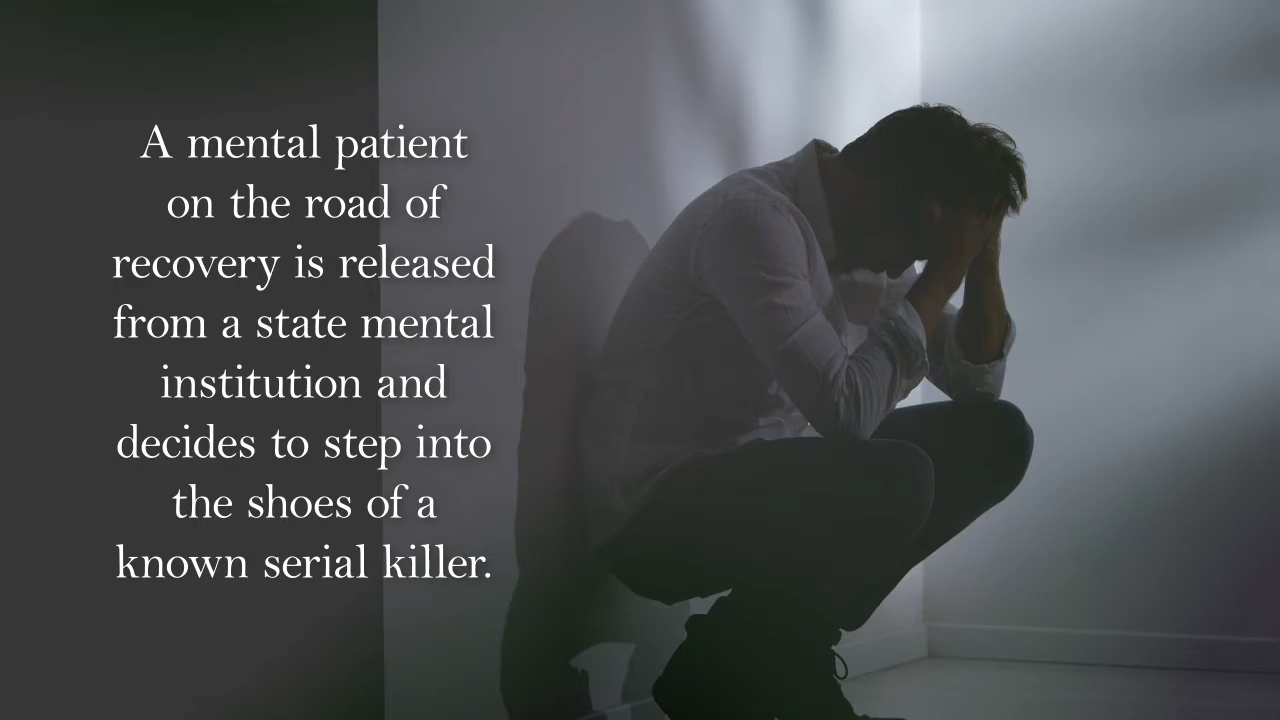 A mental patient
on the road of
recovery is released
from a state mental
institution and
decides to step into
the shoes of a
known serial killer.